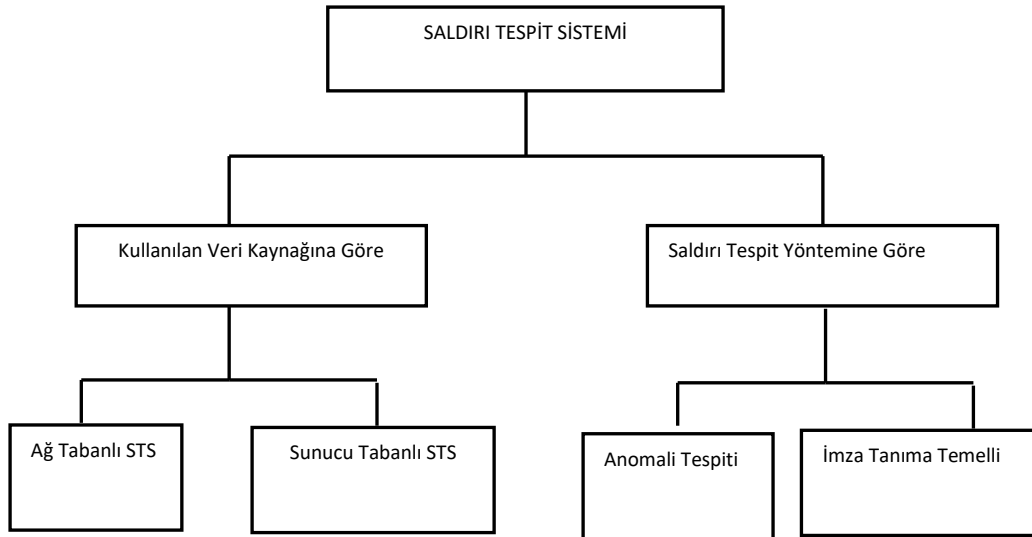 SALDIRI TESPİT SİSTEMİ
Kullanılan Veri Kaynağına Göre
Saldırı Tespit Yöntemine Göre
Ağ Tabanlı STS
Sunucu Tabanlı STS
Anomali Tespiti
İmza Tanıma Temelli